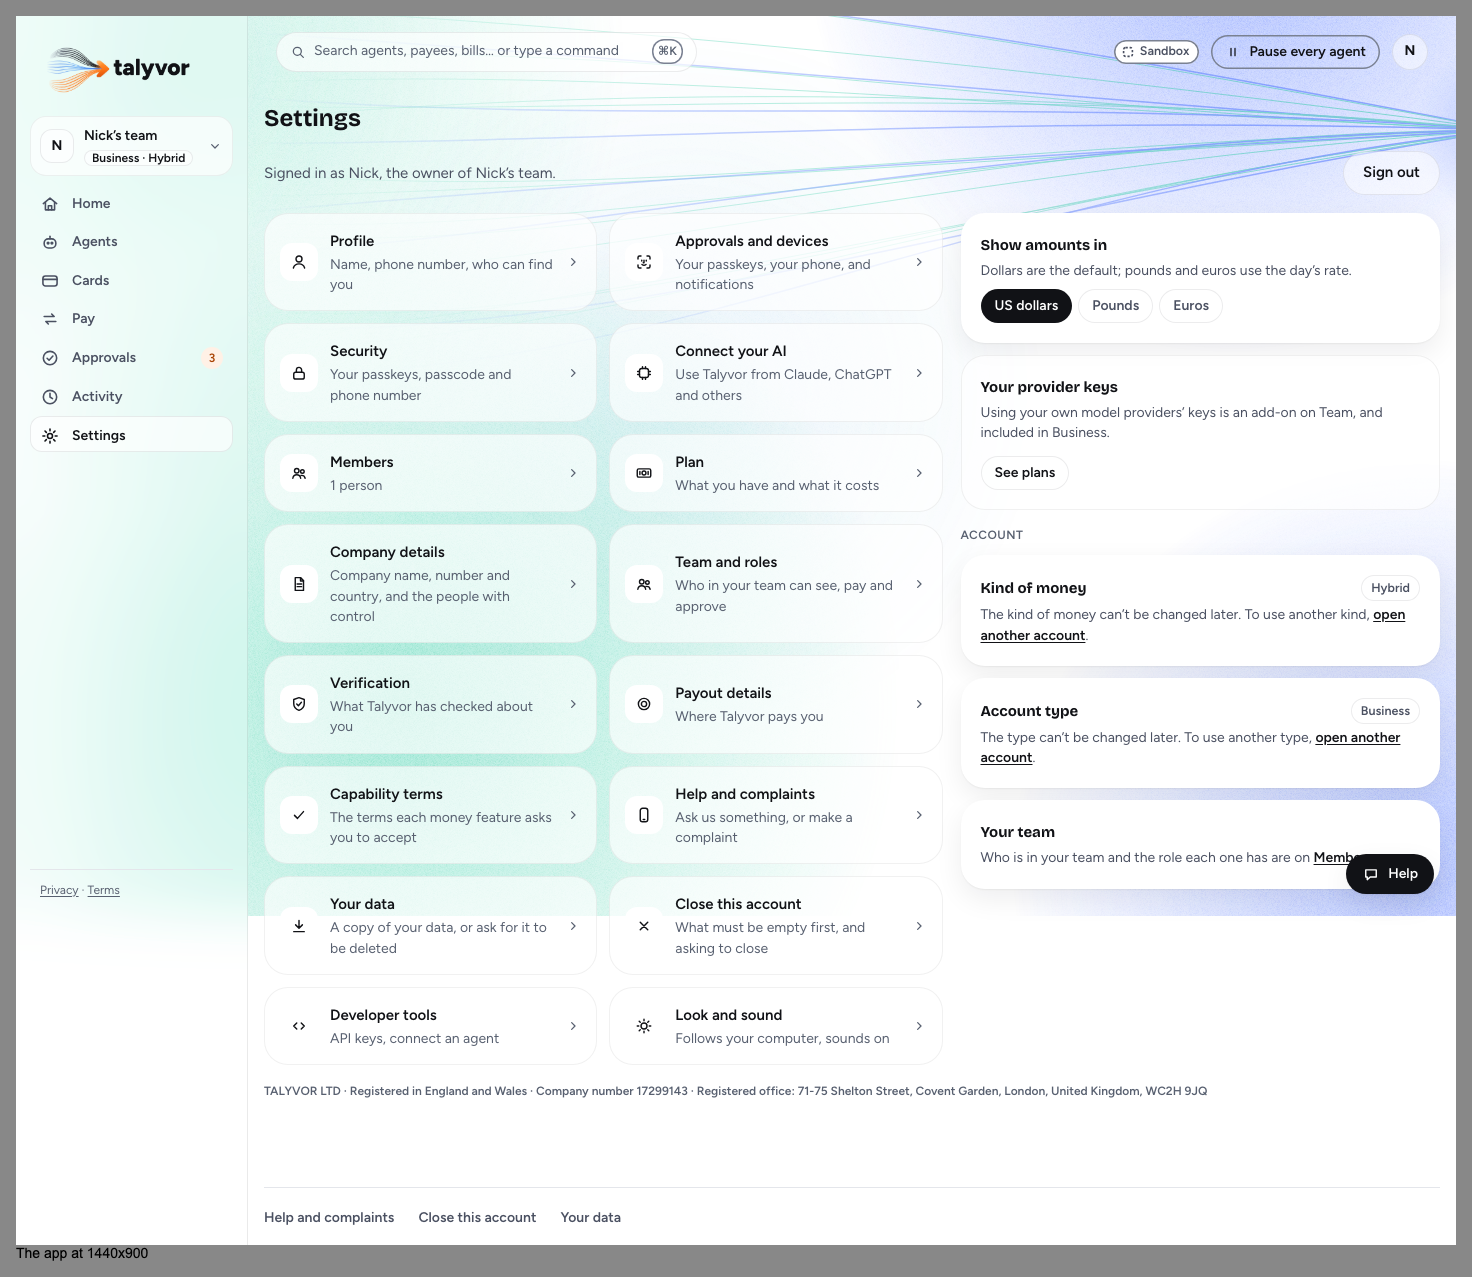 talyvor
Nick's team
Business · Hybrid
Home
Agents
Cards
Pay
Approvals
3
Activity
Settings
Privacy · Terms
Search agents, payees, bills... or type a command
⌘K
Sandbox
Pause every agent
N
Settings
Signed in as Nick, the owner of Nick's team.
Sign out
Profile
Name, phone number, who can find
you
Approvals and devices
Your passkeys, your phone, and
notifications
Security
Your passkeys, passcode and
phone number
Connect your AI
Use Talyvor from Claude, ChatGPT
and others
Members
1 person
Plan
What you have and what it costs
Company details
Company name, number and
country, and the people with
control
Team and roles
Who in your team can see, pay and
approve
Verification
What Talyvor has checked about
you
Payout details
Where Talyvor pays you
Capability terms
The terms each money feature asks
you to accept
Help and complaints
Ask us something, or make a
complaint
Your data
A copy of your data, or ask for it to
be deleted
Close this account
What must be empty first, and
asking to close
Developer tools
API keys, connect an agent
Look and sound
Follows your computer, sounds on
Show amounts in
Dollars are the default; pounds and euros use the day's rate.
US dollars
Pounds
Euros
Your provider keys
Using your own model providers' keys is an add-on on Team, and
included in Business.
See plans
ACCOUNT
Kind of money
Hybrid
The kind of money can't be changed later. To use another kind, open
another account.
Account type
Business
The type can't be changed later. To use another type, open another
account.
Your team
Who is in your team and the role each one has are on
Help
TALYVOR LTD · Registered in England and Wales · Company number 17299143 · Registered office: 71-75 Shelton Street, Covent Garden, London, United Kingdom, WC2H 9JQ
Help and complaints
Close this account
Your data
The app at 1440x900